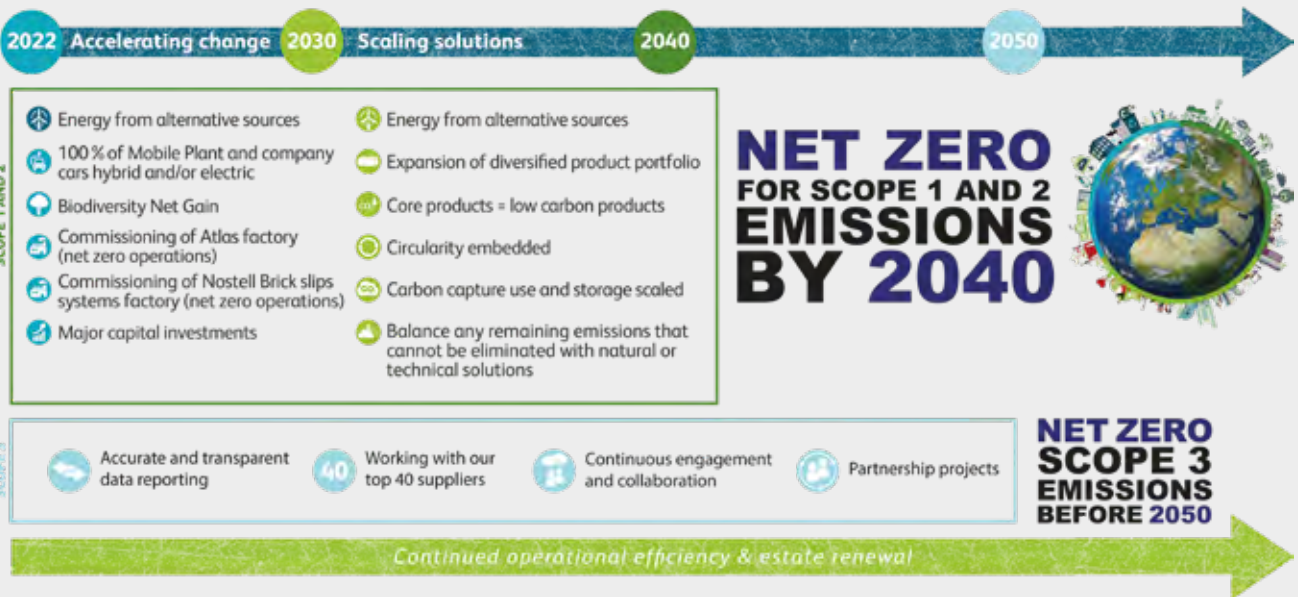 2022 Accelerating change 2030 Scaling solutions 2040 2050
SCOPE 1 AND 2
Energy from alternative sources
100% of Mobile Plant and company
cars hybrid and/or electric
Biodiversity Net Gain
Commissioning of Atlas factory
(net zero operations)
Commissioning of Nostell Brick slips
systems factory (net zero operations)
Major capital investments
Energy from alternative sources
Expansion of diversified product portfolio
Core products = low carbon products
Circularity embedded
Carbon capture use and storage scaled
Balance any remaining emissions that
cannot be eliminated with natural or
technical solutions
NET ZERO
FOR SCOPE 1 AND 2
EMISSIONS
BY 2040
Accurate and transparent
data reporting
40
Working with our
top 40 suppliers
Continuous engagement
and collaboration
Partnership projects
NET ZERO
SCOPE 3
EMISSIONS
BEFORE 2050
Continued operational efficiency & estate renewal